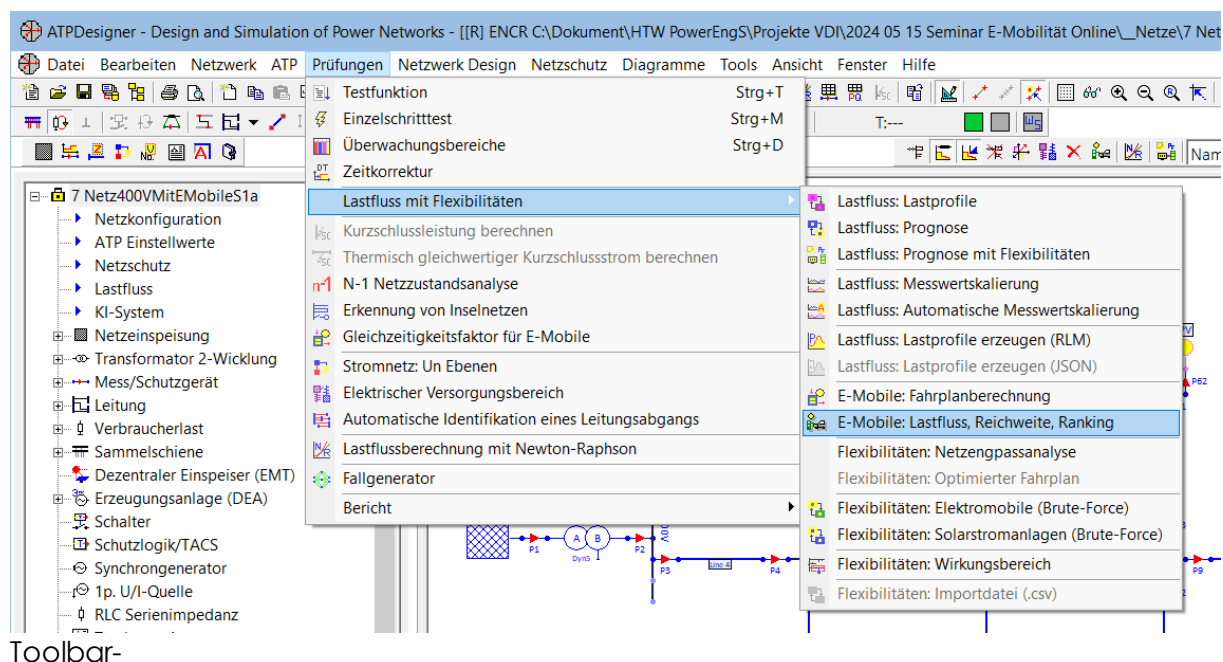 ATPDesigner - Design and Simulation of Power Networks - [[R] ENCR C:\Dokument\HTW PowerEngS\Projekte VDI\2024 05 15 Seminar E-Mobilität Online\__Netze\7 Net
Datei Bearbeiten Netzwerk ATP Prüfungen Netzwerk Design Netzschutz Diagramme Tools Ansicht Fenster Hilfe
T:---
Nam
7 Netz400VMitEMobileS1a
Netzkonfiguration
ATP Einstellwerte
Netzschutz
Lastfluss
KI-System
Netzeinspeisung
Transformator 2-Wicklung
Mess/Schutzgerät
Leitung
Verbraucherlast
Sammelschiene
Dezentraler Einspeiser (EMT)
Erzeugungsanlage (DEA)
Schalter
Schutzlogik/TACS
Synchrongenerator
1p. U/I-Quelle
RLC Serienimpedanz
Testfunktion Strg+T
Einzelschritttest Strg+M
Überwachungsbereiche Strg+D
Zeitkorrektur
Lastfluss mit Flexibilitäten
Kurzschlussleistung berechnen
Thermisch gleichwertiger Kurzschlussstrom berechnen
N-1 Netzzustandsanalyse
Erkennung von Inselnetzen
Gleichzeitigkeitsfaktor für E-Mobile
Stromnetz: Un Ebenen
Elektrischer Versorgungsbereich
Automatische Identifikation eines Leitungsabgangs
Lastflussberechnung mit Newton-Raphson
Fallgenerator
Bericht
Lastfluss: Lastprofile
Lastfluss: Prognose
Lastfluss: Prognose mit Flexibilitäten
Lastfluss: Messwertskalierung
Lastfluss: Automatische Messwertskalierung
Lastfluss: Lastprofile erzeugen (RLM)
Lastfluss: Lastprofile erzeugen (JSON)
E-Mobile: Fahrplanberechnung
E-Mobile: Lastfluss, Reichweite, Ranking
Flexibilitäten: Netzengpassanalyse
Flexibilitäten: Optimierter Fahrplan
Flexibilitäten: Elektromobile (Brute-Force)
Flexibilitäten: Solarstromanlagen (Brute-Force)
Flexibilitäten: Wirkungsbereich
Flexibilitäten: Importdatei (.csv)
P62
A B
P1
Dyn5
P2
P3
Line 4
P4
P9
Toolbar-